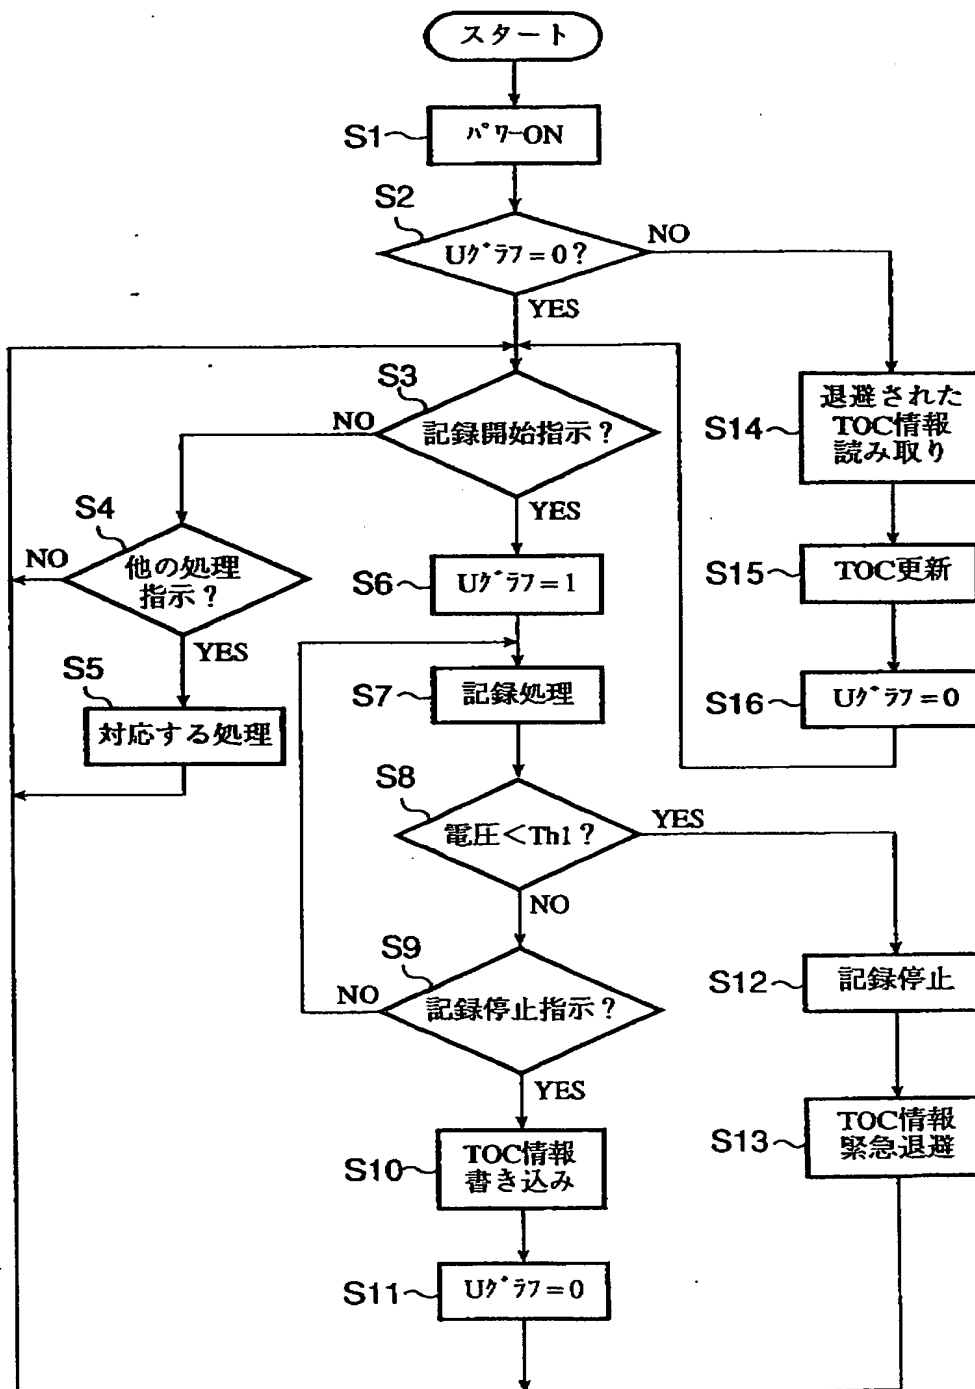 スタート
S1
ﾊﾟﾜｰON
S2
Uｸﾞﾗﾌ=0?
NO
YES
S3
記録開始指示?
NO
YES
S14
退避された
TOC情報
読み取り
S4
他の処理
指示?
NO
YES
S6
Uｸﾞﾗﾌ=1
S15
TOC更新
S5
対応する処理
S7
記録処理
S16
Uｸﾞﾗﾌ=0
S8
電圧<Th1?
YES
NO
S9
記録停止指示?
NO
YES
S12
記録停止
S10
TOC情報
書き込み
S13
TOC情報
緊急退避
S11
Uｸﾞﾗﾌ=0